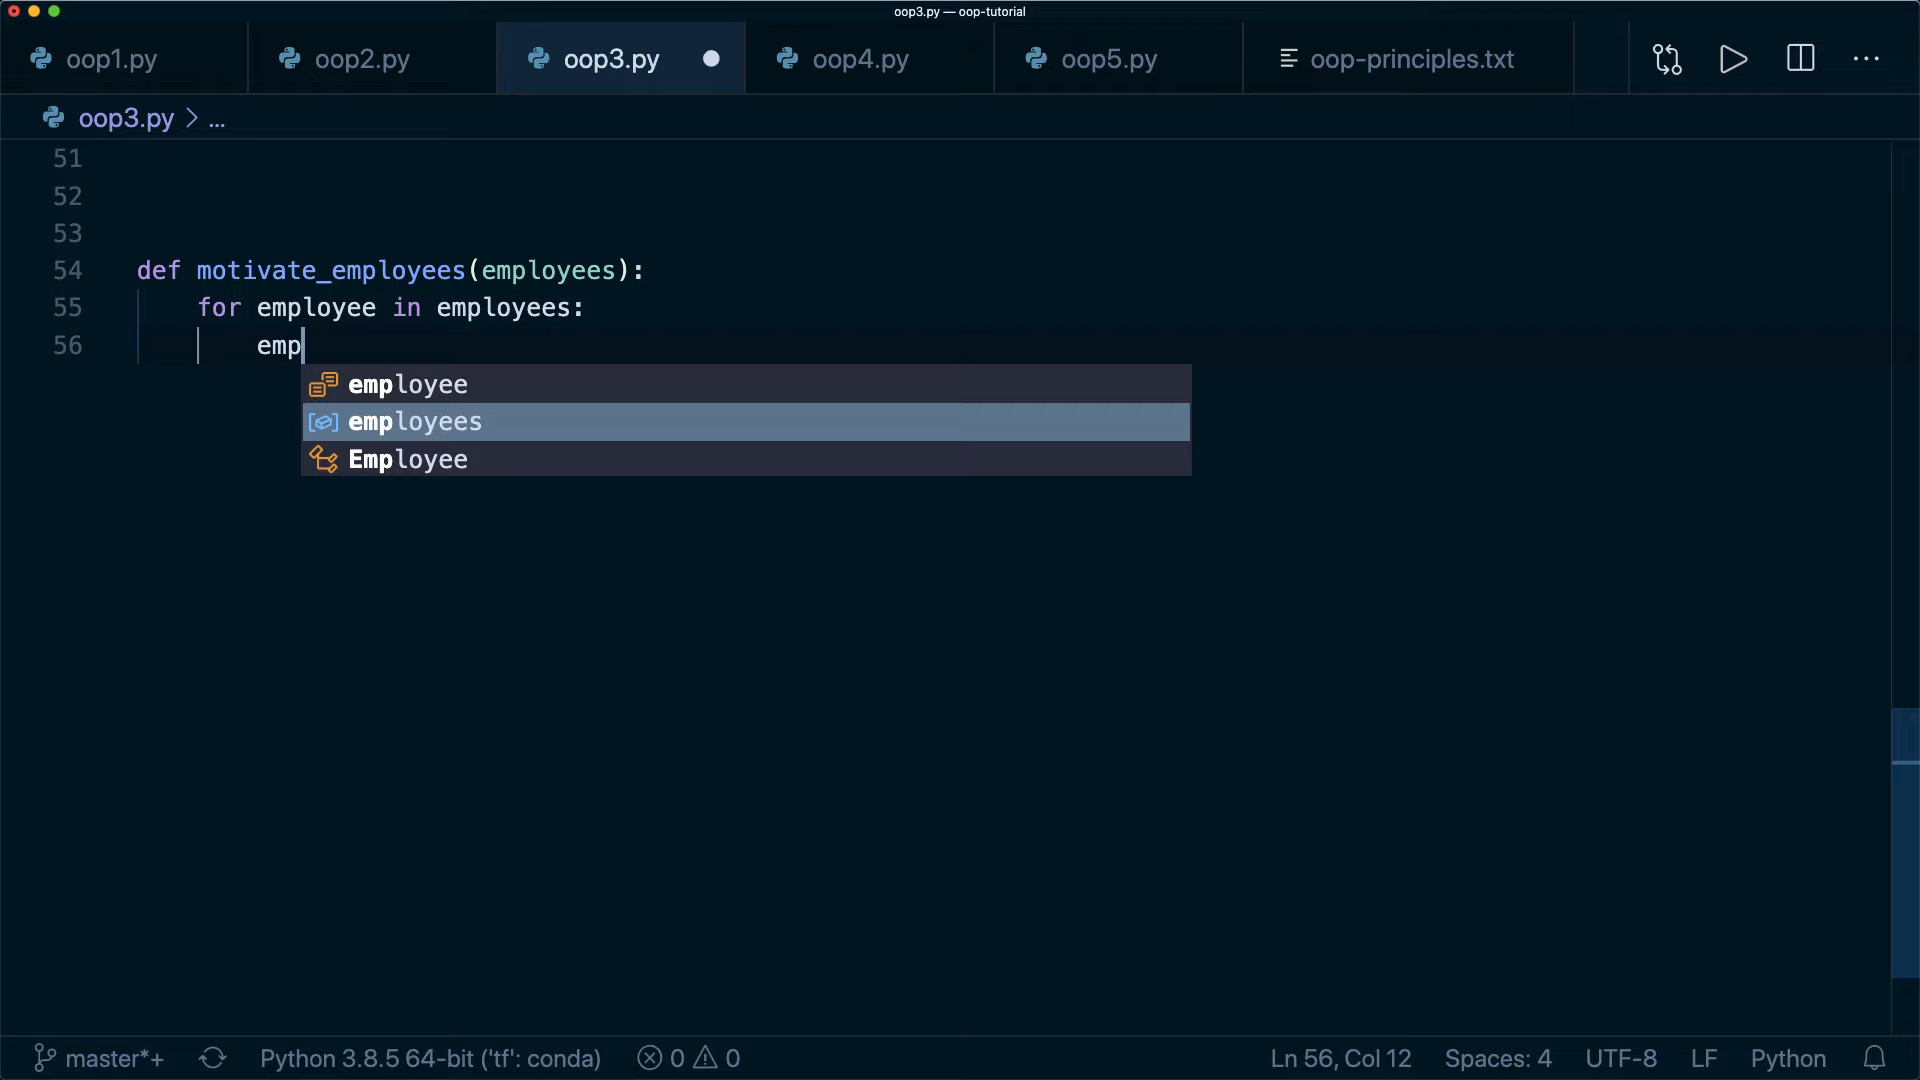 oop3.py — oop-tutorial
oop1.py oop2.py oop3.py oop4.py oop5.py oop-principles.txt
oop3.py > ...
51
52
53
54 def motivate_employees(employees):
55 for employee in employees:
56 emp
employee
employees
Employee
master*+ Python 3.8.5 64-bit ('tf': conda) 0 0 Ln 56, Col 12 Spaces: 4 UTF-8 LF Python